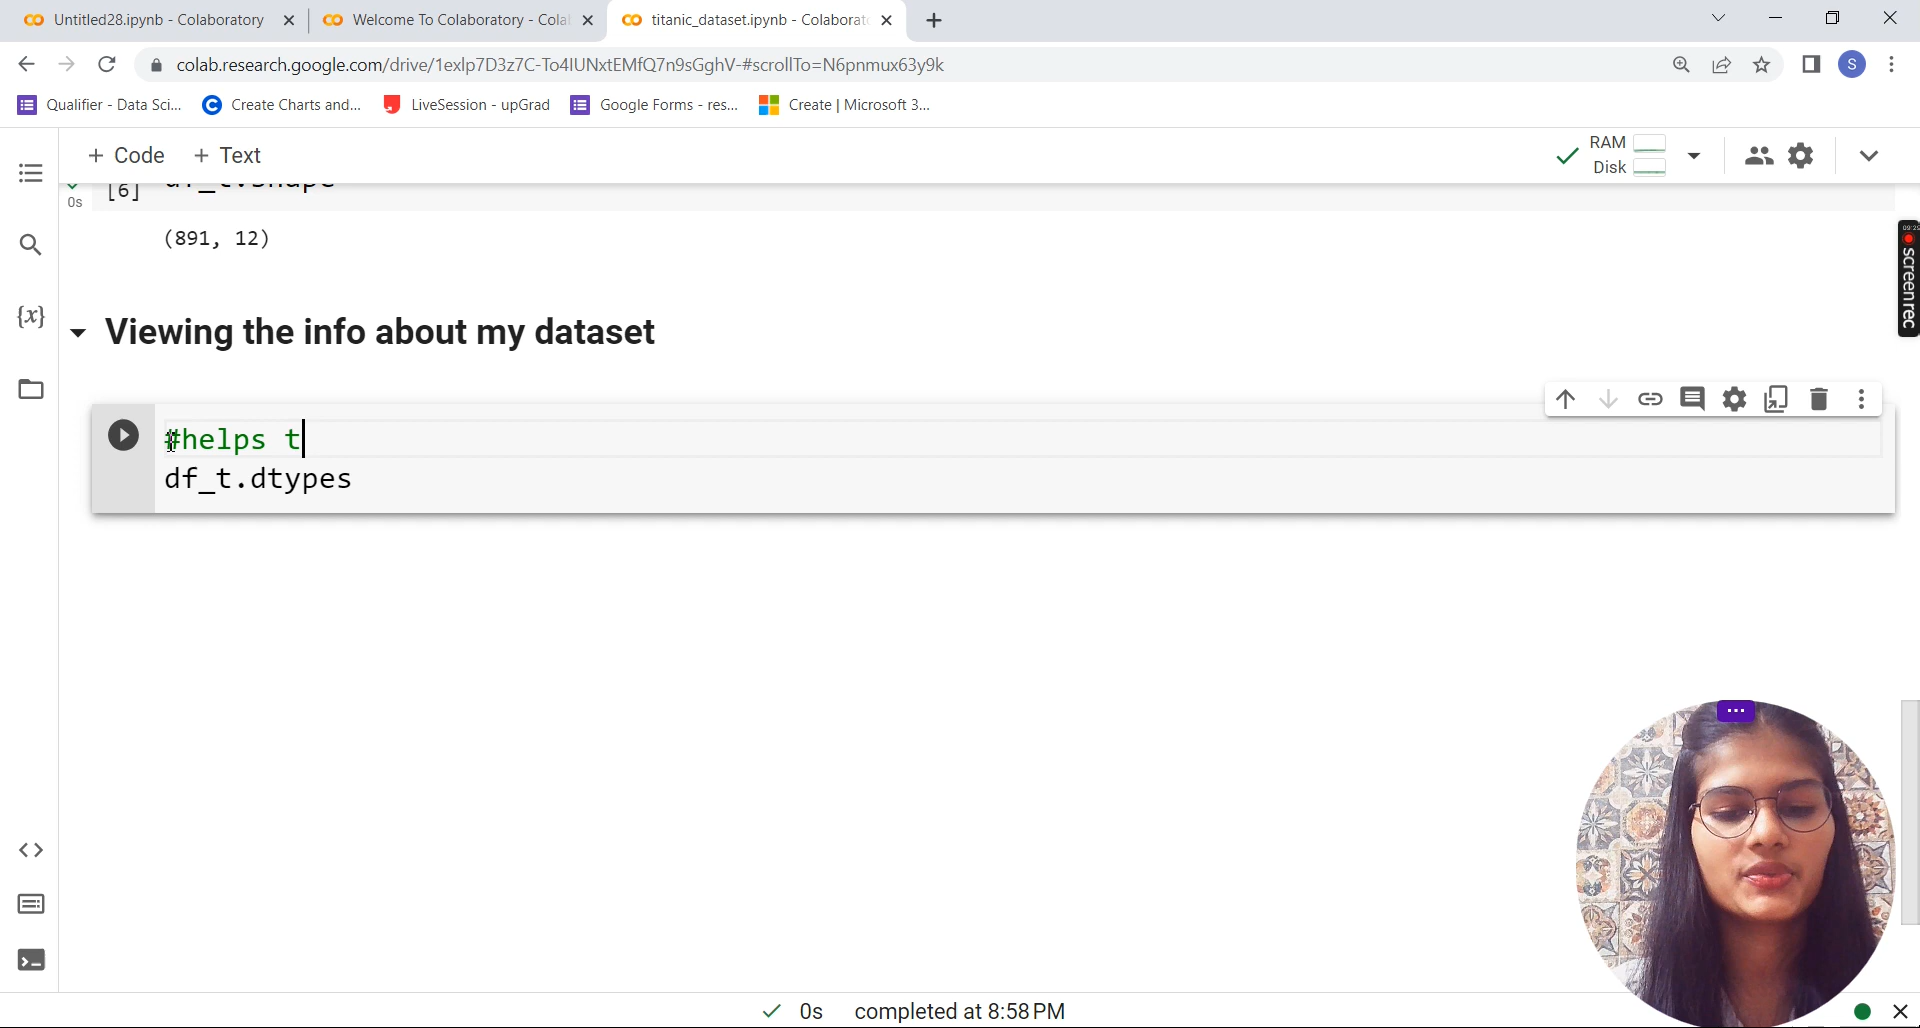 Untitled28.ipynb - Colaboratory
Welcome To Colaboratory - Cola
titanic_dataset.ipynb - Colaborat
colab.research.google.com/drive/1exlp7D3z7C-To4IUNxtEMfQ7n9sGghV-#scrollTo=N6pnmux63y9k
S
Qualifier - Data Sci...
Create Charts and...
LiveSession - upGrad
Google Forms - res...
Create | Microsoft 3...
+ Code + Text
RAM
Disk
[6] df_t.shape
0s
(891, 12)
Viewing the info about my dataset
#helps t
df_t.dtypes
0s completed at 8:58 PM
screenrec